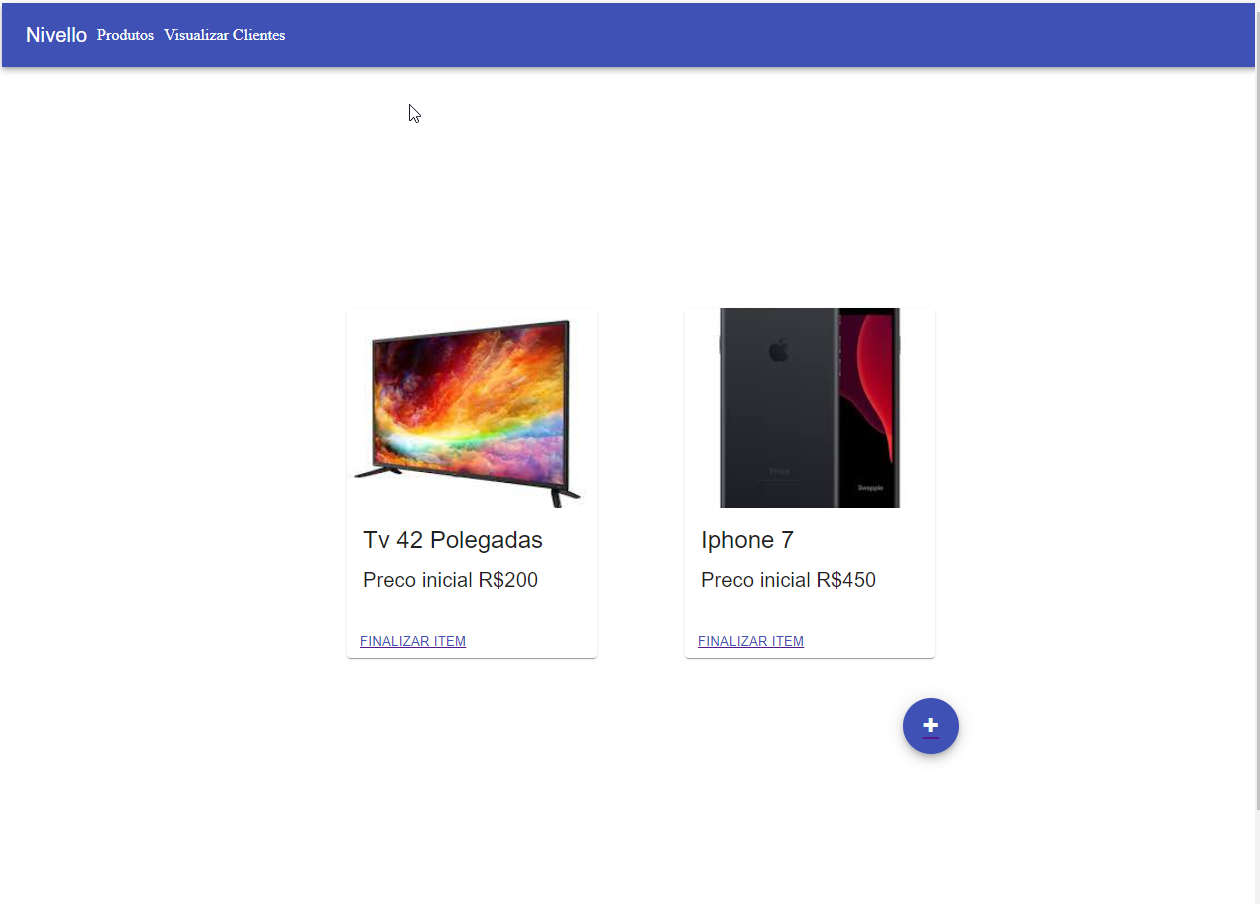 Nivello Produtos Visualizar Clientes
Swappie
Tv 42 Polegadas
Iphone 7
Preco inicial R$200
Preco inicial R$450
FINALIZAR ITEM
FINALIZAR ITEM
+